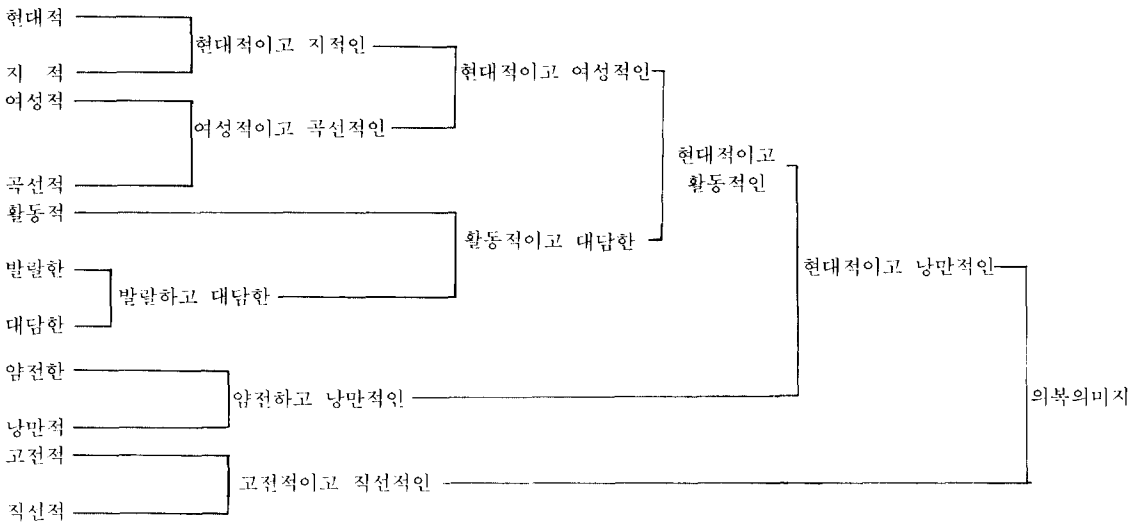 현대적
현대적이고 지적인
지 적
현대적이고 여성적인
여성적
여성적이고 곡선적인
곡선적
현대적이고
활동적인
활동적
활동적이고 대담한
발랄한
발랄하고 대담한
대담한
현대적이고 낭만적인
얌전한
얌전하고 낭만적인
낭만적
의복의미지
고전적
고전적이고 직선적인
직선적